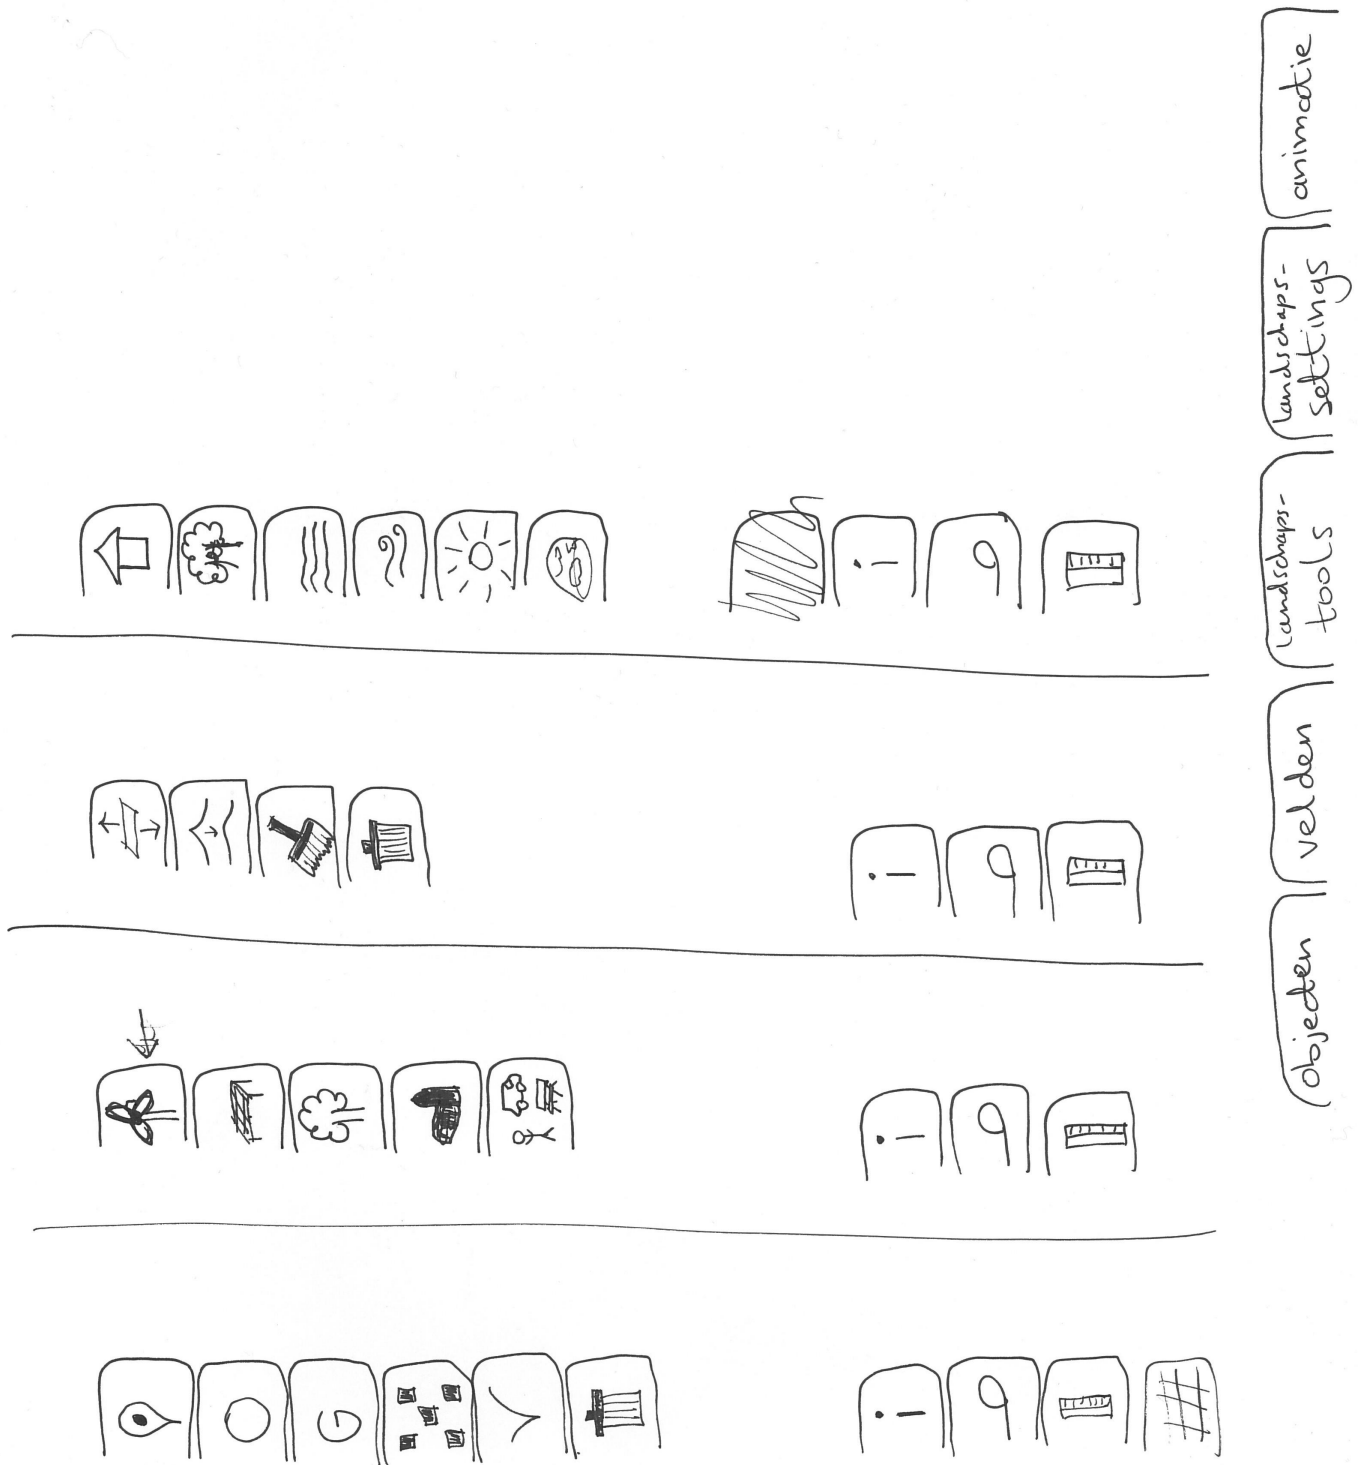 i
i
i
i
objecten
velden
landschaps-
tools
landschaps-
settings
animatie